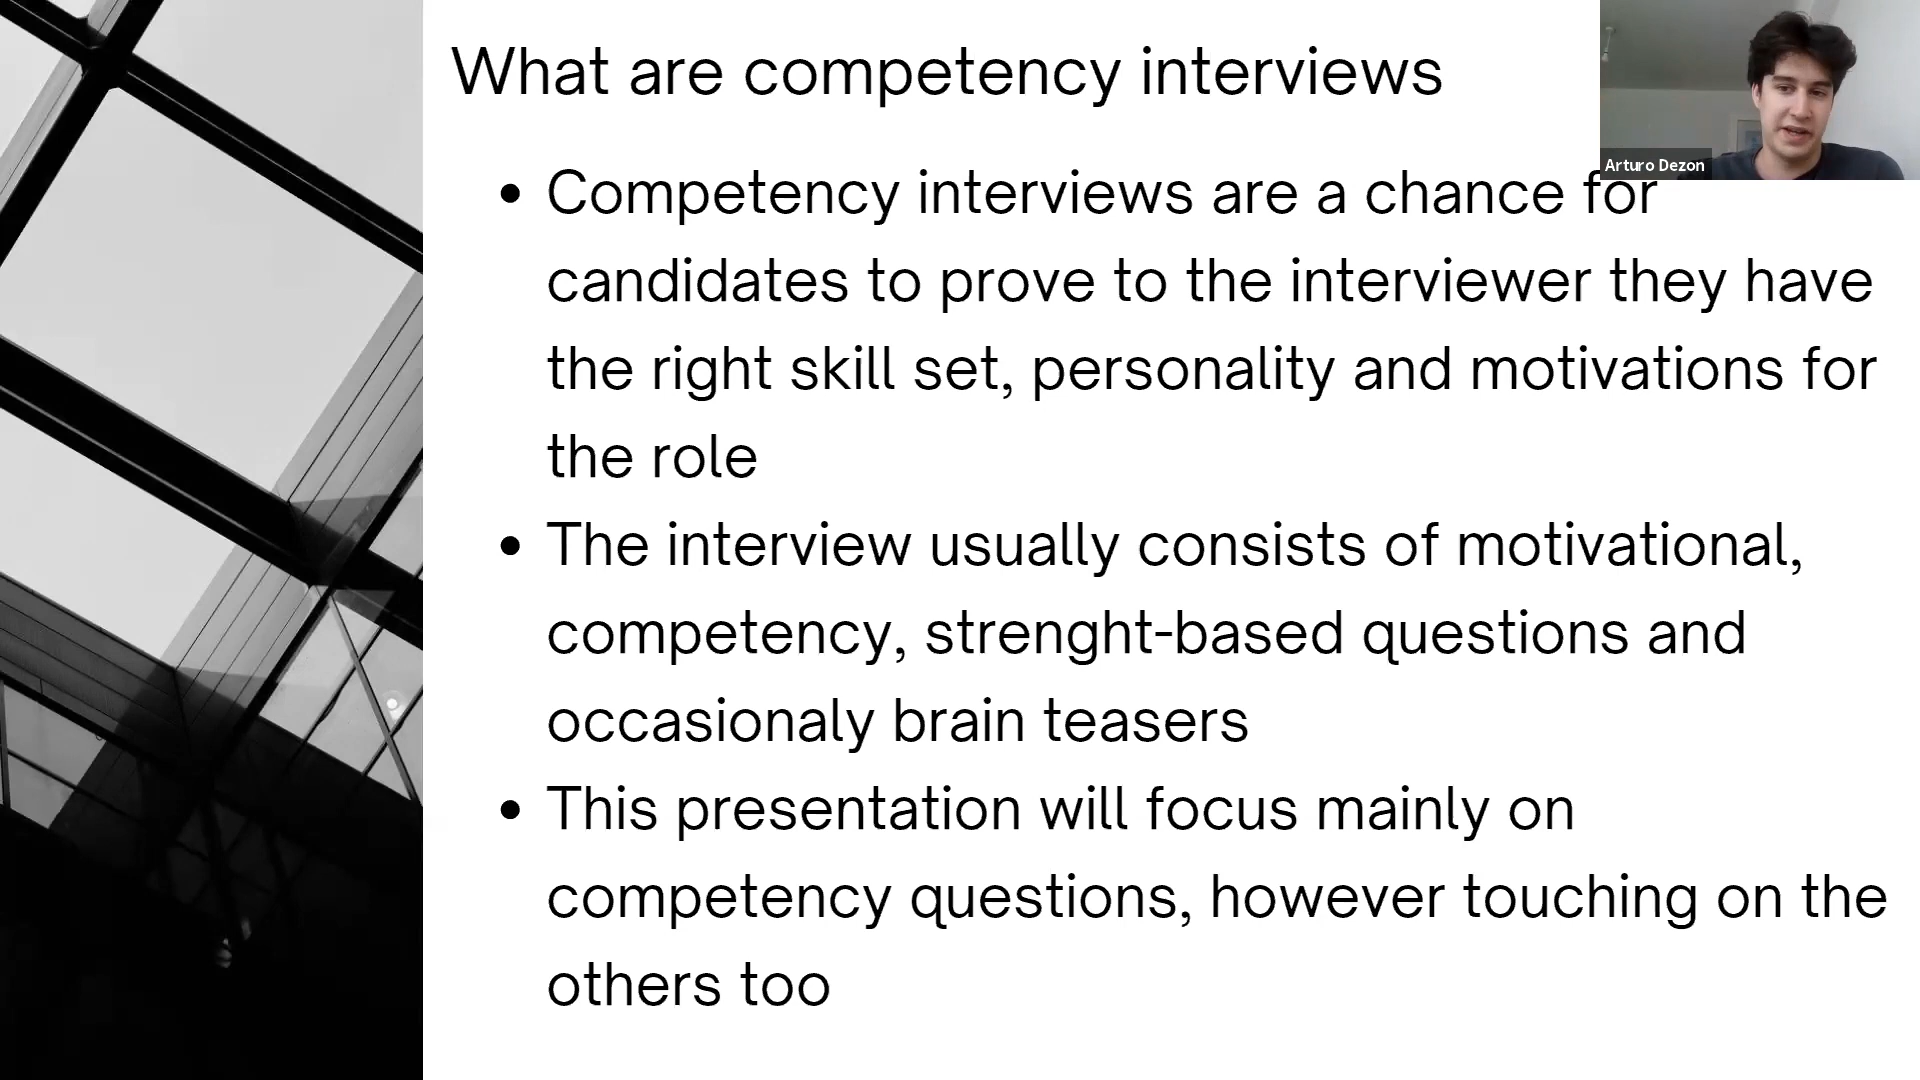 What are competency interviews
Arturo Dezon
• Competency interviews are a chance for
candidates to prove to the interviewer they have
the right skill set, personality and motivations for
the role
• The interview usually consists of motivational,
competency, strenght-based questions and
occasionaly brain teasers
• This presentation will focus mainly on
competency questions, however touching on the
others too